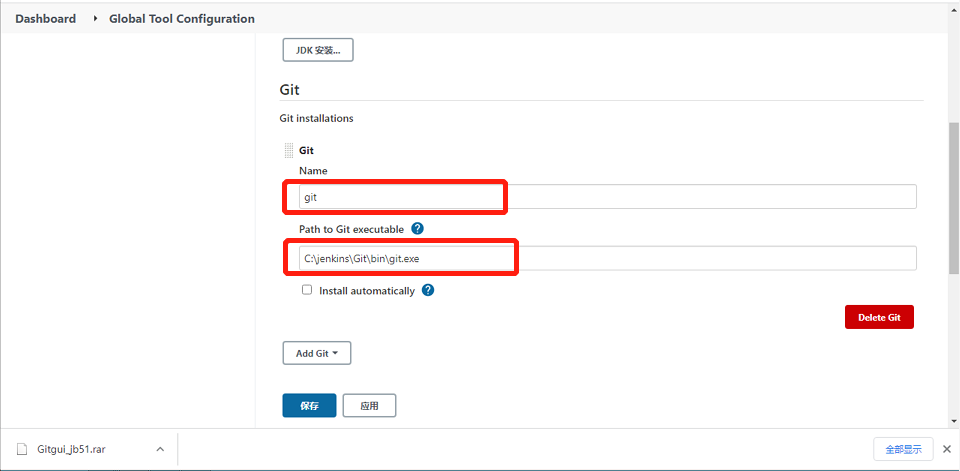 Dashboard ▸ Global Tool Configuration
JDK 安装...
Git
Git installations
Git
Name
git
Path to Git executable ?
C:\jenkins\Git\bin\git.exe
Install automatically ?
Delete Git
Add Git ▾
保存 应用
Gitgui_jb51.rar 全部显示